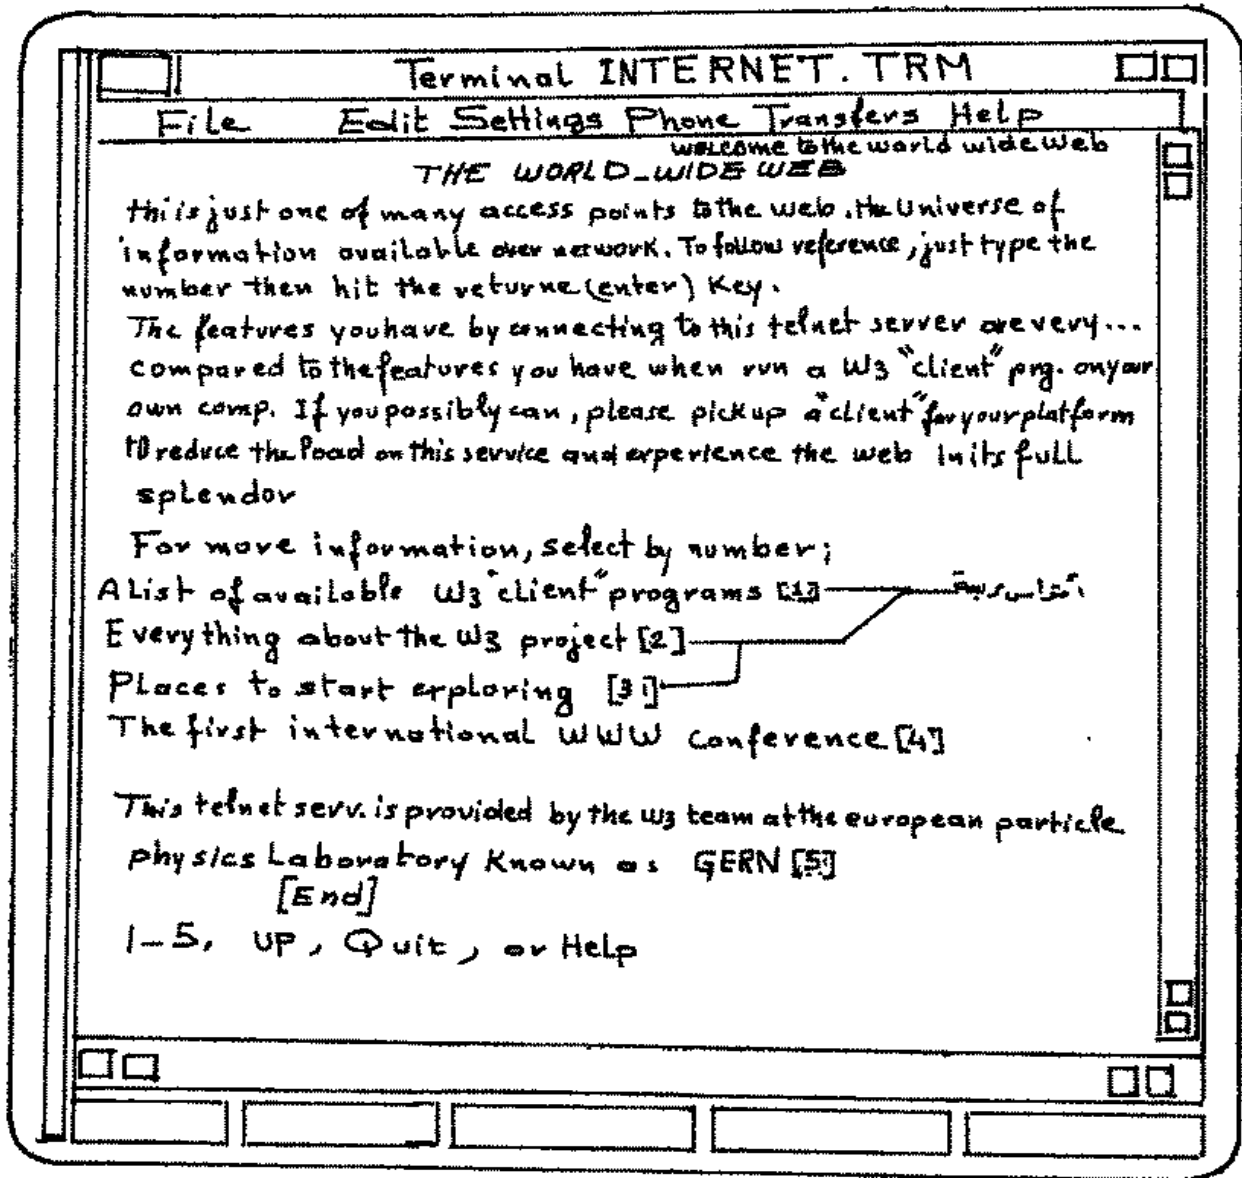 Terminal INTERNET.TRM
File Edit Settings Phone Transfers Help
welcome to the world wide web
THE WORLD_WIDE WEB
this is just one of many access points to the web. the Universe of
information available over network. To follow reference, just type the
number then hit the returne (enter) Key.
The features you have by connecting to this telnet server are very...
compared to the features you have when run a W3 "client" prg. on your
own comp. If you possibly can, please pick up a "client" for your platform
to reduce the load on this service and experience the web in its full
splendor
For more information, select by number;
A List of available W3 "client" programs [1]
Everything about the W3 project [2]
Places to start exploring [3]
The first international WWW Conference [4]
This telnet serv. is provided by the W3 team at the european particle
physics Laboratory Known as GERN [5]
[End]
1_5, UP, Quit, or Help